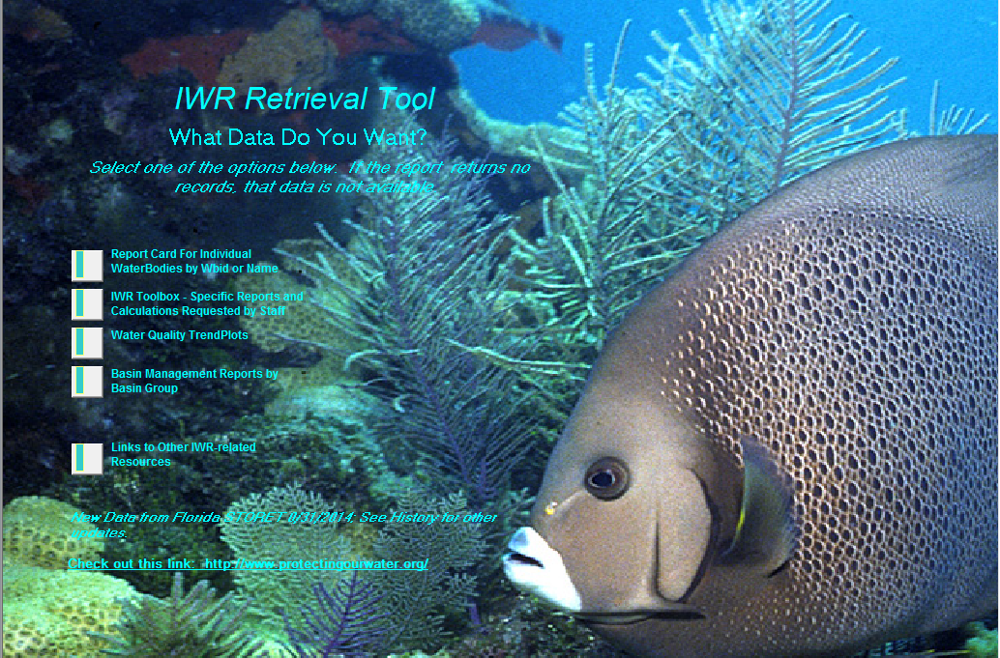 IWR Retrieval Tool
What Data Do You Want?
Select one of the options below. If the report returns no
records, that data is not available.
Report Card For Individual
WaterBodies by Wbid or Name
IWR Toolbox - Specific Reports and
Calculations Requested by Staff
Water Quality TrendPlots
Basin Management Reports by
Basin Group
Links to Other IWR-related
Resources
New Data from Florida STORET 8/31/2014; See History for other
updates
Check out this link: http://www.protectingourwater.org/